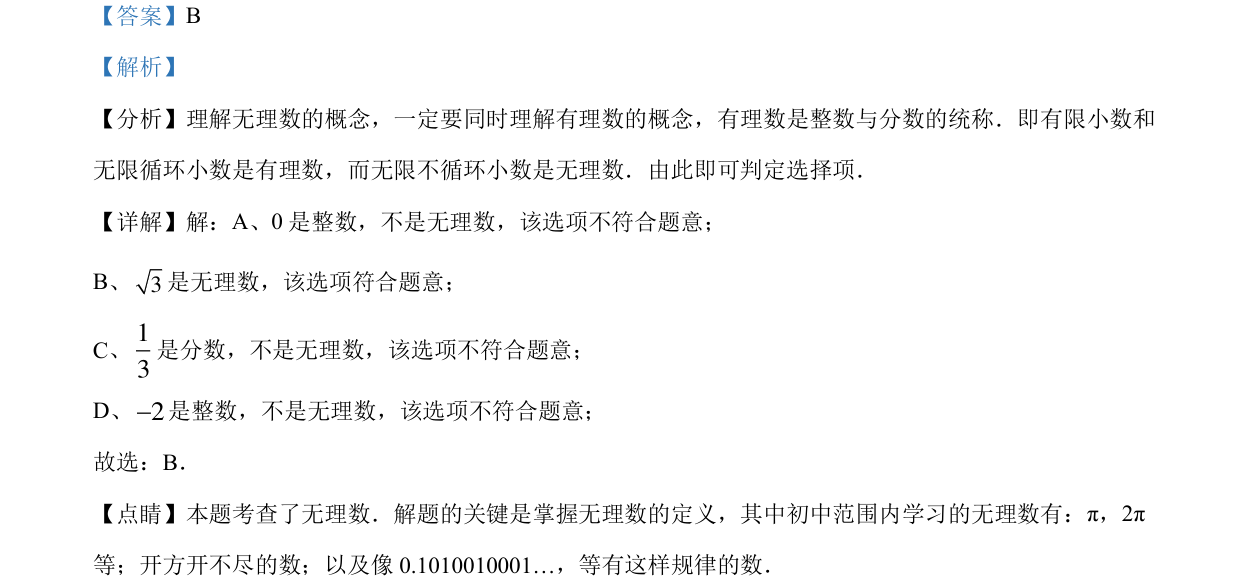 【答案】B
【解析】
【分析】理解无理数的概念，一定要同时理解有理数的概念，有理数是整数与分数的统称．即有限小数和
无限循环小数是有理数，而无限不循环小数是无理数．由此即可判定选择项．
【详解】解：A、0 是整数，不是无理数，该选项不符合题意；
B、√3 是无理数，该选项符合题意；
C、1/3 是分数，不是无理数，该选项不符合题意；
D、−2 是整数，不是无理数，该选项不符合题意；
故选：B．
【点睛】本题考查了无理数．解题的关键是掌握无理数的定义，其中初中范围内学习的无理数有：π，2π
等；开方开不尽的数；以及像 0.1010010001…，等有这样规律的数．